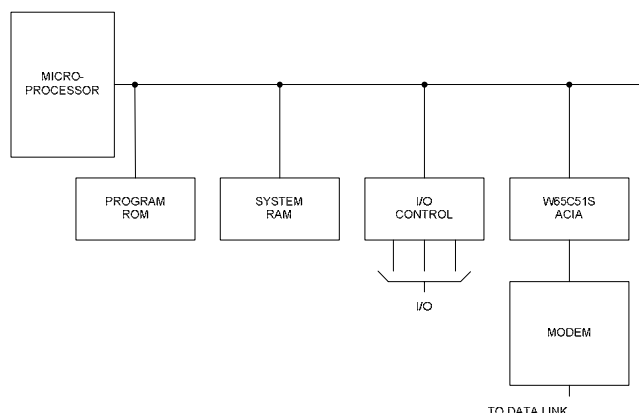 MICRO-
PROCESSOR
PROGRAM
ROM
SYSTEM
RAM
I/O
CONTROL
W65C51S
ACIA
I/O
MODEM
TO DATA LINK